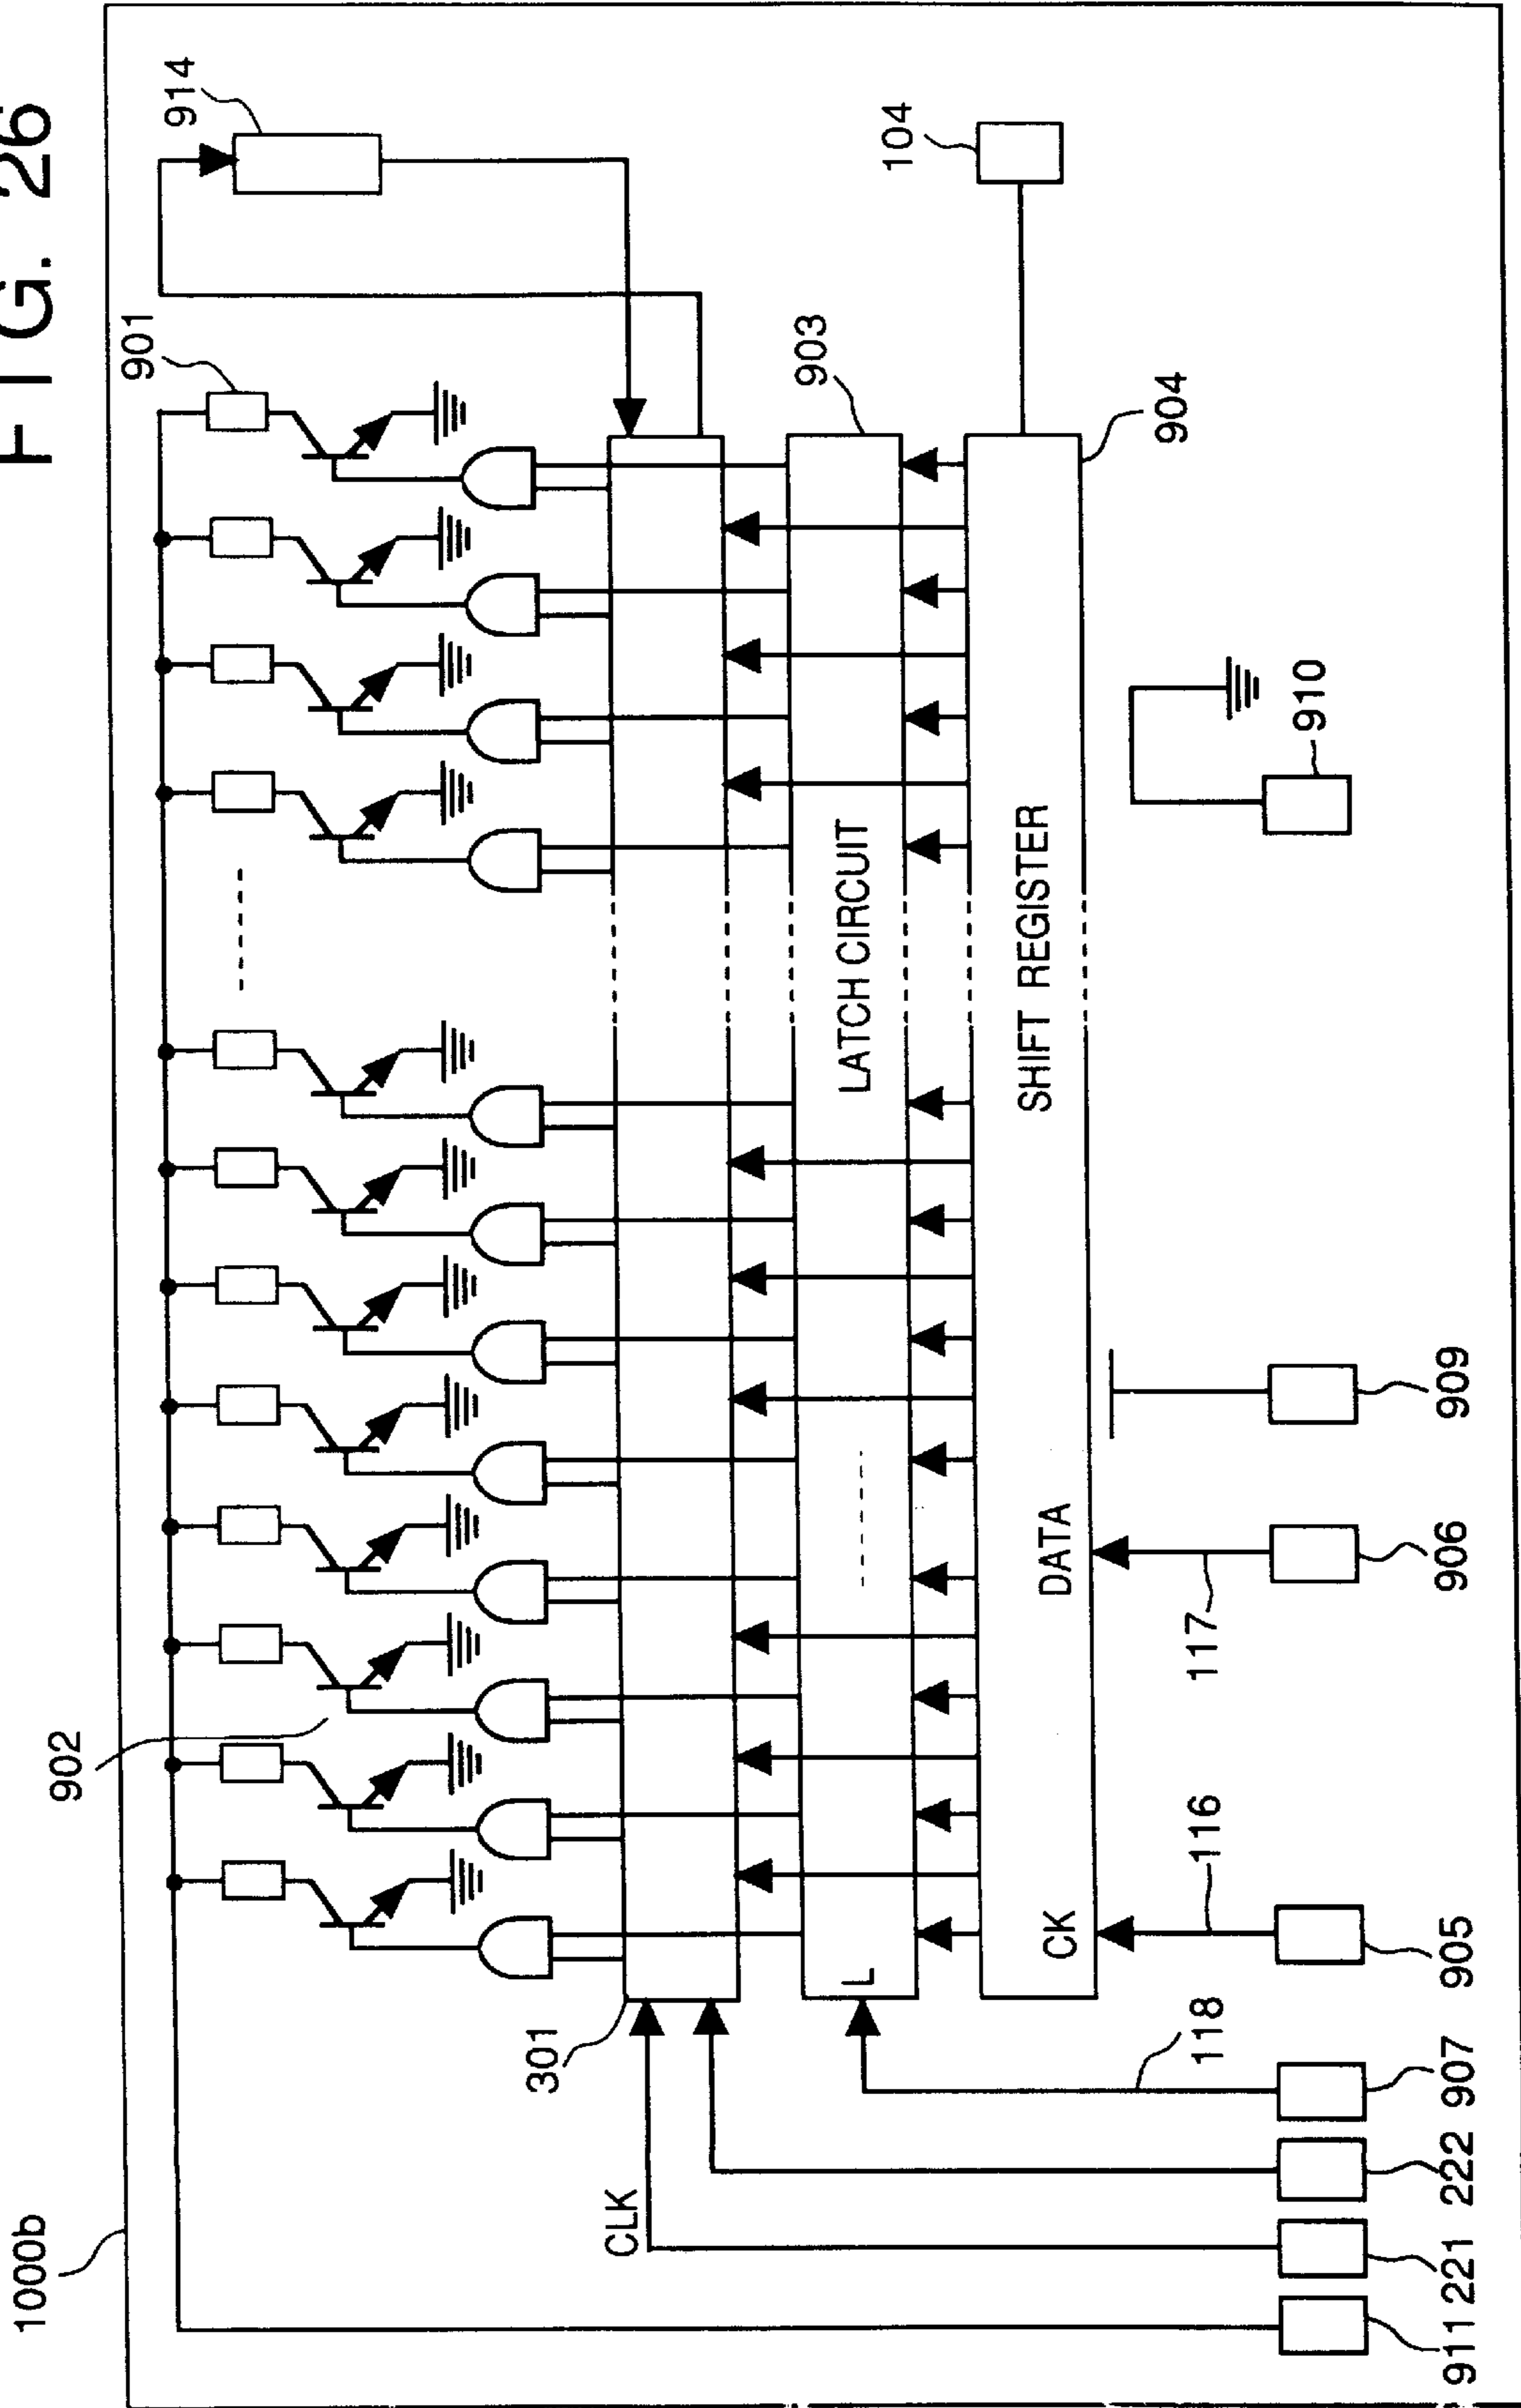 FIG. 26
1000b
914
901
902
104
301
903
904
CLK
LATCH CIRCUIT
L
SHIFT REGISTER
CK
DATA
118
116
117
910
911
221
222
907
905
906
909